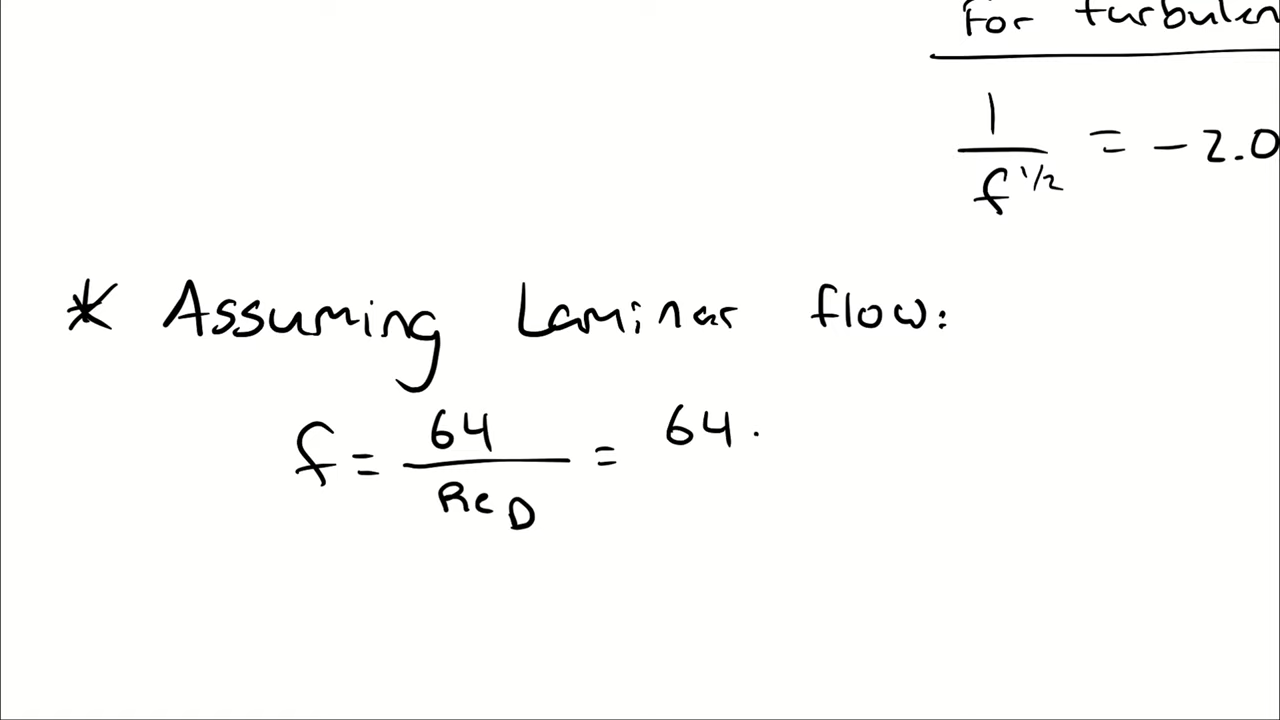 For turbulen
1/f^1/2 = -2.0
* Assuming Laminar flow:
f = 64/Re_D = 64 .